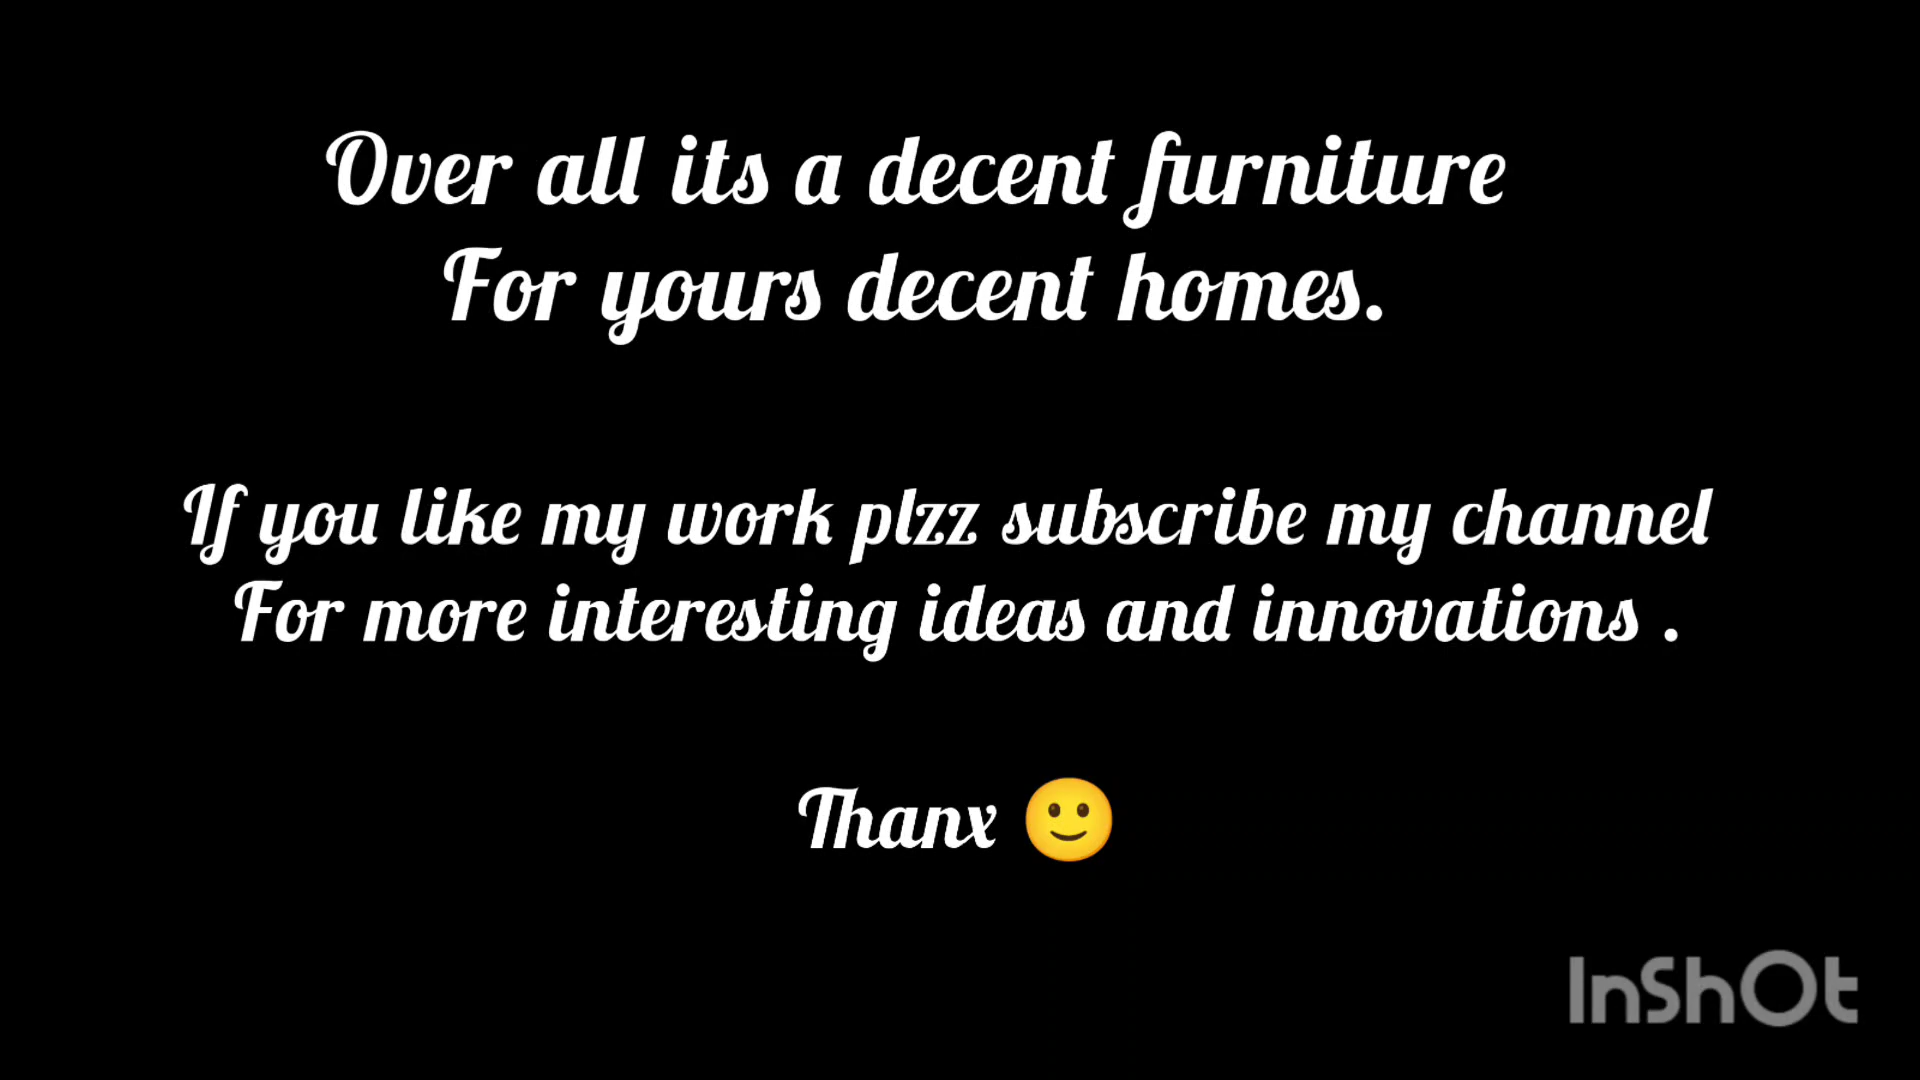 Over all its a decent furniture
For yours decent homes.
If you like my work plzz subscribe my channel
For more interesting ideas and innovations .
Thanx 🙂
InShOt